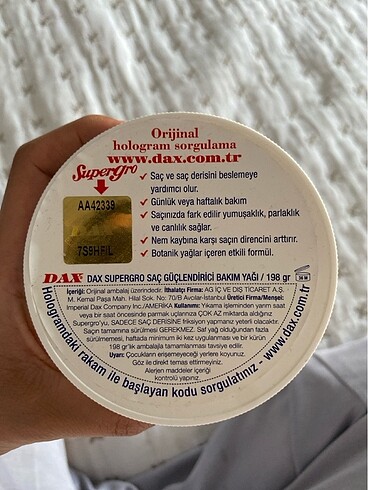 Orijinal
hologram sorgulama
www.dax.com.tr
SuperGro
AA42339
7S9HF/L
✓ Saç ve saç derisini beslemeye
yardımcı olur.
✓ Günlük veya haftalık bakım
✓ Saçınızda fark edilir yumuşaklık, parlaklık
ve canlılık sağlar.
✓ Nem kaybına karşı saçın direncini arttırır.
✓ Botanik yağlar içeren etkili formül.
DAX DAX SUPERGRO SAÇ GÜÇLENDİRİCİ BAKIM YAĞI / 198 gr
İçeriği: Orijinal ambalaj üzerindedir. İthalatçı Firma: AG İÇ VE DIŞ TİCARET A.Ş.
M. Kemal Paşa Mah. Hilal Sok. No: 70/B Avcılar-İstanbul Üretici Firma/Menşei:
Imperial Dax Company Inc./AMERİKA Kullanımı: Yıkama işleminden yarım saat
veya bir saat öncesinde parmak uçlarınıza ÇOK AZ miktarda aldığınız
Supergro'yu, SADECE SAÇ DERİSİNE friksiyon yapmanız yeterli olacaktır.
Saçın tamamına sürülmesi GEREKMEZ. Saf yağ olduğundan fazla
sürülmemesi, haftada minimum iki kez uygulanması ve bir kürün
198 gr'lık ambalajla tamamlanması tavsiye edilir.
Uyarı: Çocukların erişemeyeceği yerlere koyunuz.
Göz ile direkt temas ettirmeyiniz.
Alerjen maddeler içeriği
kontrolü yapınız.
Hologramdaki rakam ile başlayan kodu sorgulatınız - www.dax.com.tr